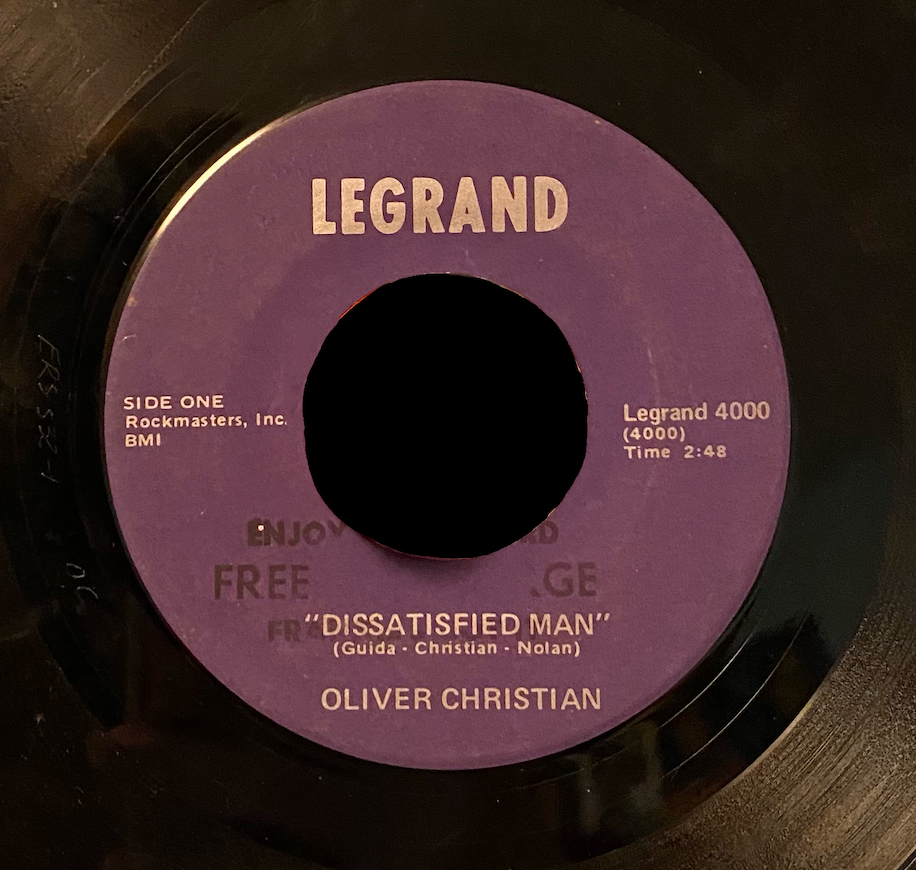 LEGRAND
SIDE ONE
Rockmasters, Inc.
BMI
Legrand 4000
(4000)
Time 2:48
ENJOY
FREE
"DISSATISFIED MAN"
(Guida - Christian - Nolan)
OLIVER CHRISTIAN